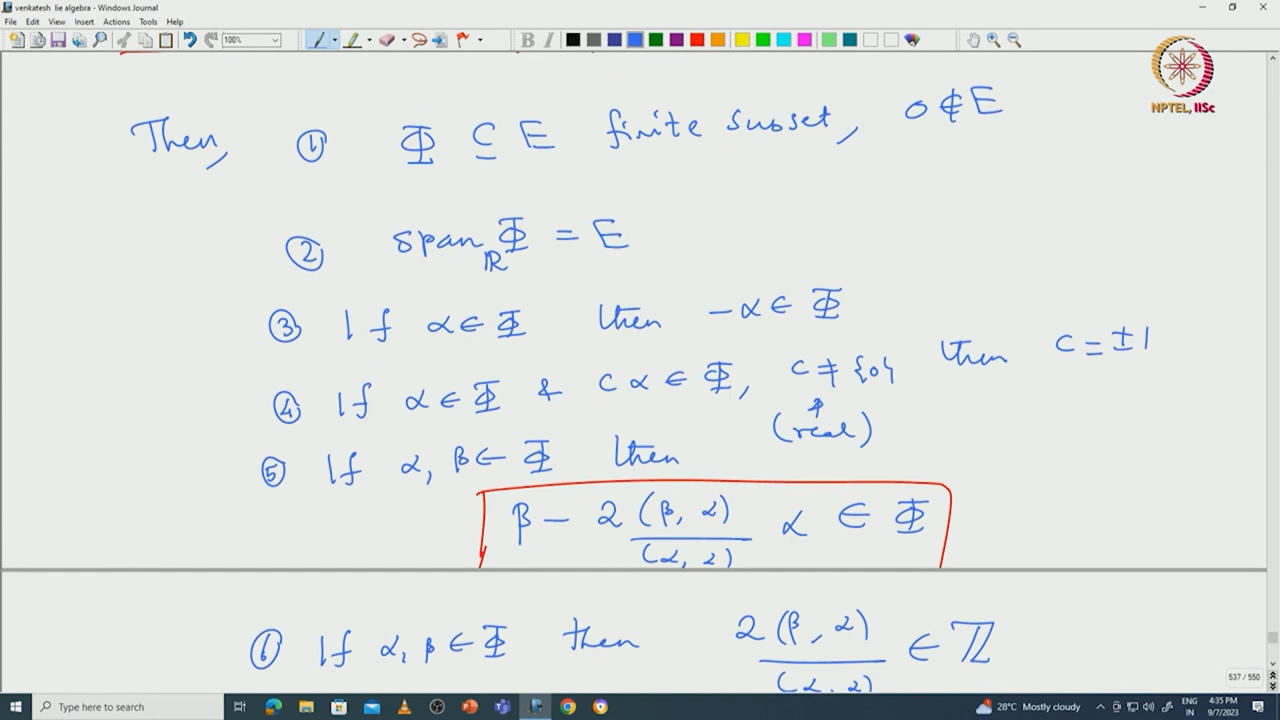 venkatesh lie algebra - Windows Journal
File Edit View Insert Actions Tools Help
100%
B I
NPTEL, IISc
Then, ① Φ ⊆ E finite subset, 0 ∉ E
② span_ℝ Φ = E
③ If α ∈ Φ then -α ∈ Φ
④ If α ∈ Φ & cα ∈ Φ, c ≠ {0} then c = ±1
(real)
⑤ If α, β ∈ Φ then
β - 2 (β, α) / (α, α) α ∈ Φ
⑥ If α, β ∈ Φ then 2 (β, α) / (α, α) ∈ ℤ
537 / 550
Type here to search
28°C Mostly cloudy
ENG
IN
4:35 PM
9/7/2023